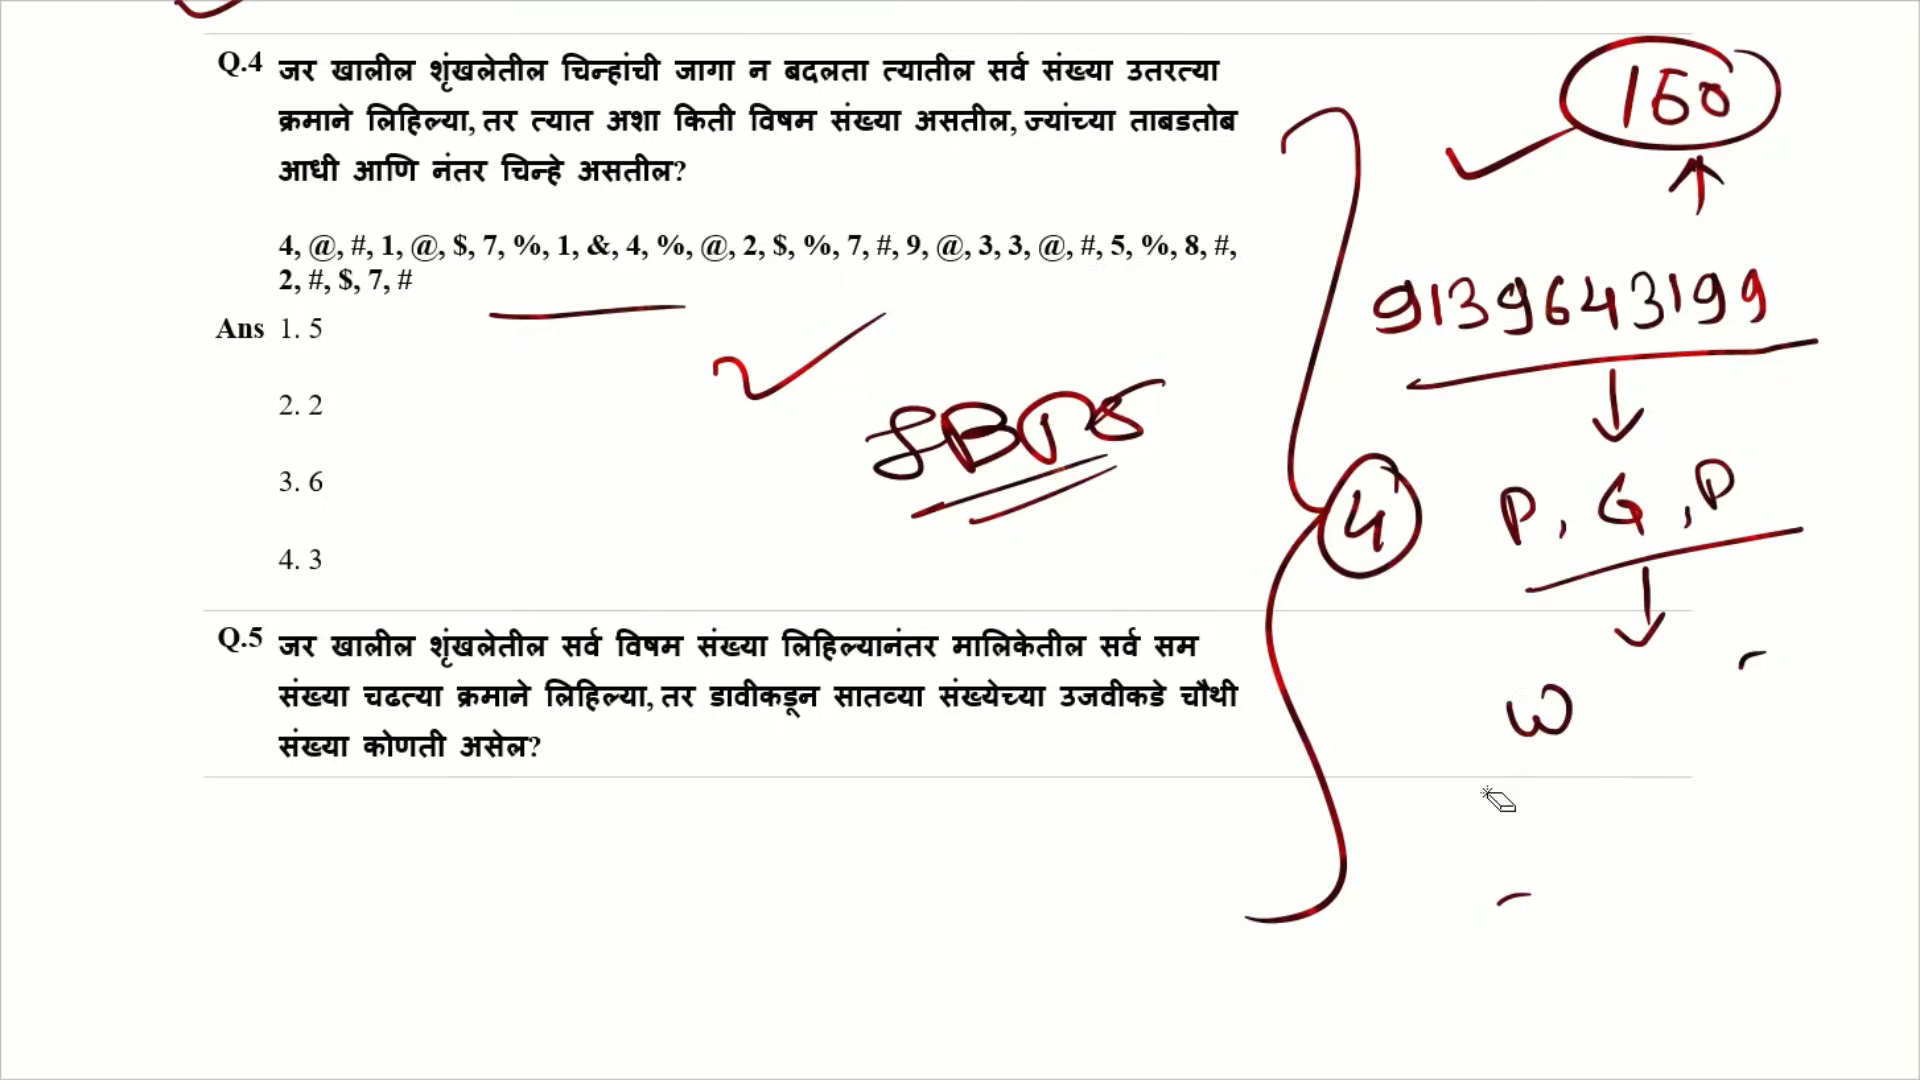 Q.4 जर खालील शृंखलेतील चिन्हांची जागा न बदलता त्यातील सर्व संख्या उतरत्या
क्रमाने लिहिल्या, तर त्यात अशा किती विषम संख्या असतील, ज्यांच्या ताबडतोब
आधी आणि नंतर चिन्हे असतील?
4, @, #, 1, @, $, 7, %, 1, &, 4, %, @, 2, $, %, 7, #, 9, @, 3, 3, @, #, 5, %, 8, #,
2, #, $, 7, #
Ans 1. 5
2. 2
3. 6
4. 3
Q.5 जर खालील शृंखलेतील सर्व विषम संख्या लिहिल्यानंतर मालिकेतील सर्व सम
संख्या चढत्या क्रमाने लिहिल्या, तर डावीकडून सातव्या संख्येच्या उजवीकडे चौथी
संख्या कोणती असेल?
150
9139643199
4
P, G, P
W